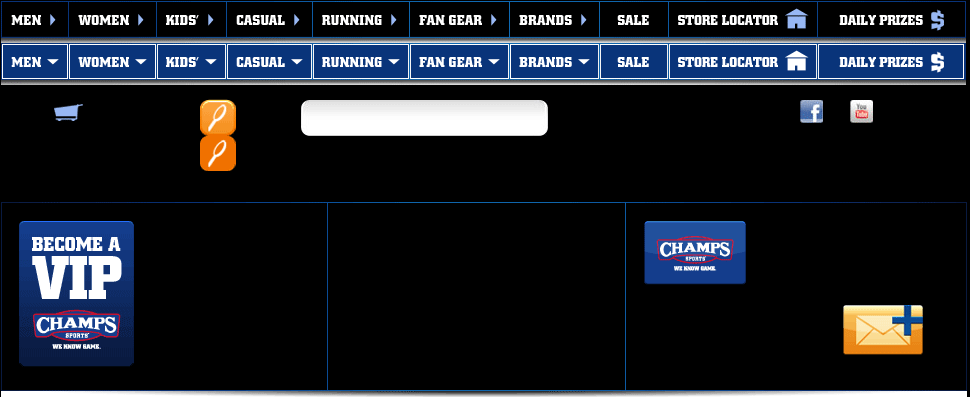 MEN WOMEN KIDS' CASUAL RUNNING FAN GEAR BRANDS SALE STORE LOCATOR DAILY PRIZES $
MEN WOMEN KIDS' CASUAL RUNNING FAN GEAR BRANDS SALE STORE LOCATOR DAILY PRIZES $
f You Tube
BECOME A
VIP
CHAMPS
SPORTS
WE KNOW GAME.
CHAMPS
SPORTS
WE KNOW GAME.